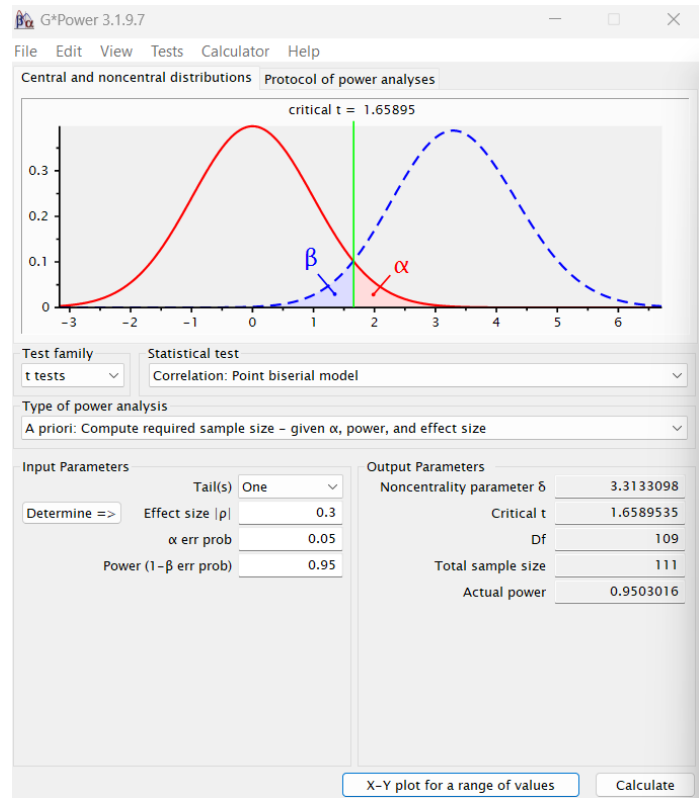 G*Power 3.1.9.7
File Edit View Tests Calculator Help
Central and noncentral distributions Protocol of power analyses
critical t = 1.65895
0.3
0.2
0.1
0
β α
-3 -2 -1 0 1 2 3 4 5 6
Test family Statistical test
t tests Correlation: Point biserial model
Type of power analysis
A priori: Compute required sample size - given α, power, and effect size
Input Parameters Output Parameters
Tail(s) One Noncentrality parameter δ 3.3133098
Determine => Effect size |ρ| 0.3 Critical t 1.6589535
α err prob 0.05 Df 109
Power (1-β err prob) 0.95 Total sample size 111
Actual power 0.9503016
X-Y plot for a range of values Calculate